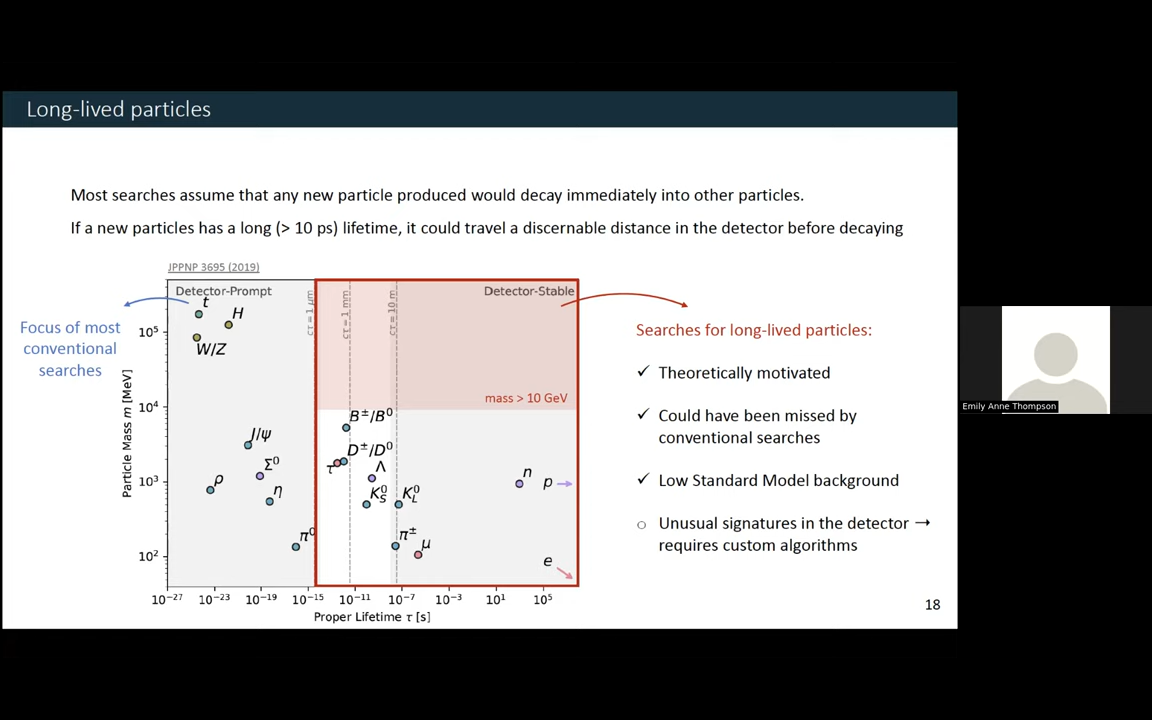 Long-lived particles
Most searches assume that any new particle produced would decay immediately into other particles.
If a new particles has a long (> 10 ps) lifetime, it could travel a discernable distance in the detector before decaying
JPPNP 3695 (2019)
Focus of most
conventional
searches
Detector-Prompt
Detector-Stable
cτ = 1 μm
cτ = 1 mm
cτ = 10 m
t
H
W/Z
mass > 10 GeV
B±/B⁰
J/ψ
D±/D⁰
τ
Λ
Σ⁰
ρ
η
K⁰S
K⁰L
n
p
π⁰
π±
μ
e
Particle Mass m [MeV]
10⁵
10⁴
10³
10²
10⁻²⁷ 10⁻²³ 10⁻¹⁹ 10⁻¹⁵ 10⁻¹¹ 10⁻⁷ 10⁻³ 10¹ 10⁵
Proper Lifetime τ [s]
Searches for long-lived particles:
✓ Theoretically motivated
✓ Could have been missed by
conventional searches
✓ Low Standard Model background
○ Unusual signatures in the detector →
requires custom algorithms
18
Emily Anne Thompson